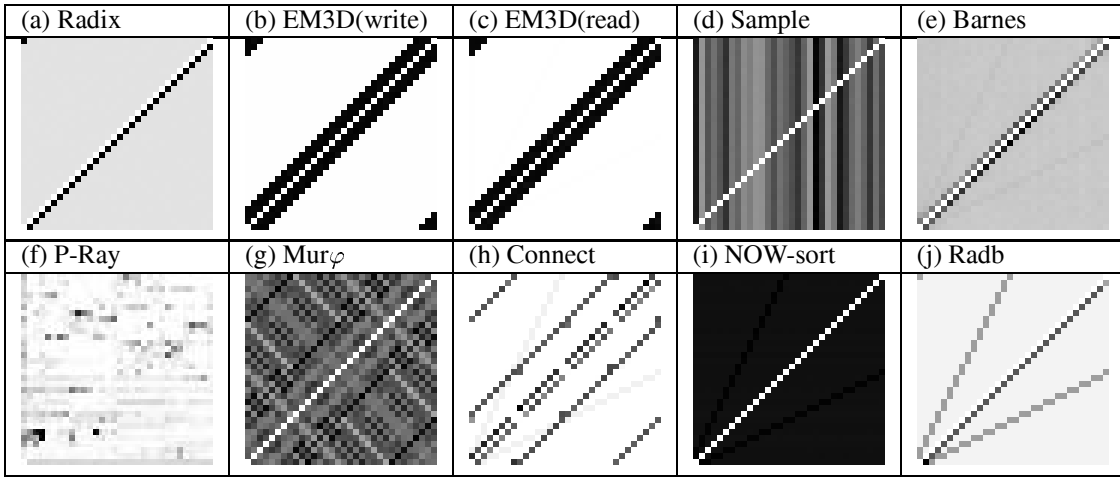 (a) Radix (b) EM3D(write) (c) EM3D(read) (d) Sample (e) Barnes
(f) P-Ray (g) Murφ (h) Connect (i) NOW-sort (j) Radb